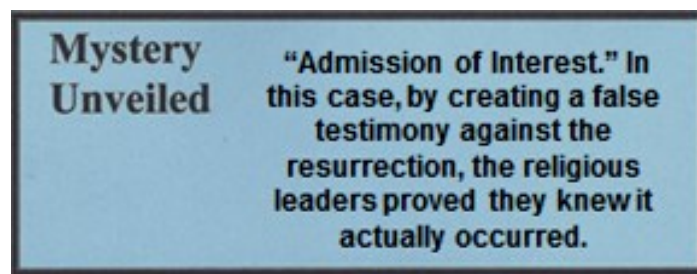 Mystery
Unveiled
“Admission of Interest.” In
this case, by creating a false
testimony against the
resurrection, the religious
leaders proved they knew it
actually occurred.